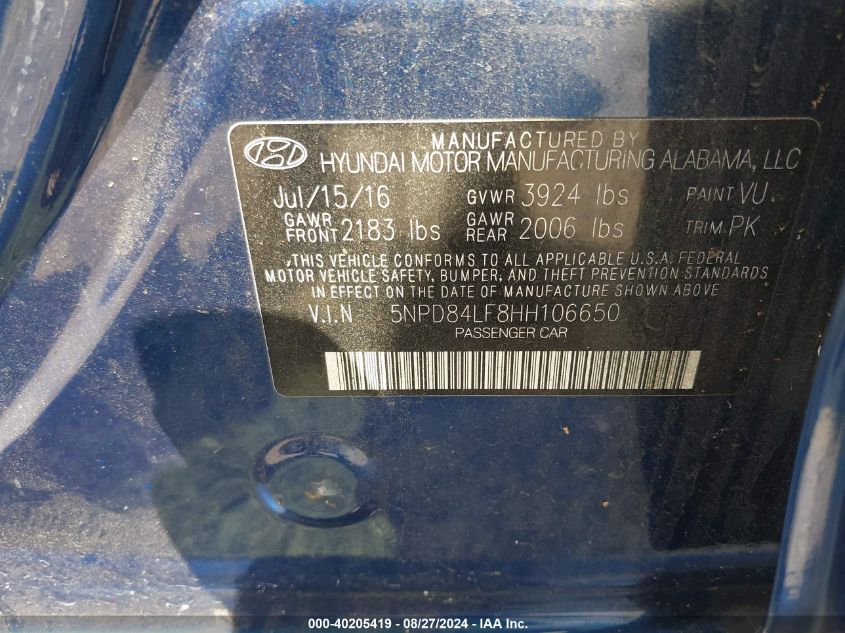 MANUFACTURED BY
HYUNDAI MOTOR MANUFACTURING ALABAMA, LLC
Jul/15/16 GVWR 3924 lbs PAINT VU
GAWR FRONT 2183 lbs GAWR REAR 2006 lbs TRIM PK
THIS VEHICLE CONFORMS TO ALL APPLICABLE U.S.A. FEDERAL
MOTOR VEHICLE SAFETY, BUMPER, AND THEFT PREVENTION STANDARDS
IN EFFECT ON THE DATE OF MANUFACTURE SHOWN ABOVE
V.I.N 5NPD84LF8HH106650
PASSENGER CAR
000-40205419 - 08/27/2024 - IAA Inc.